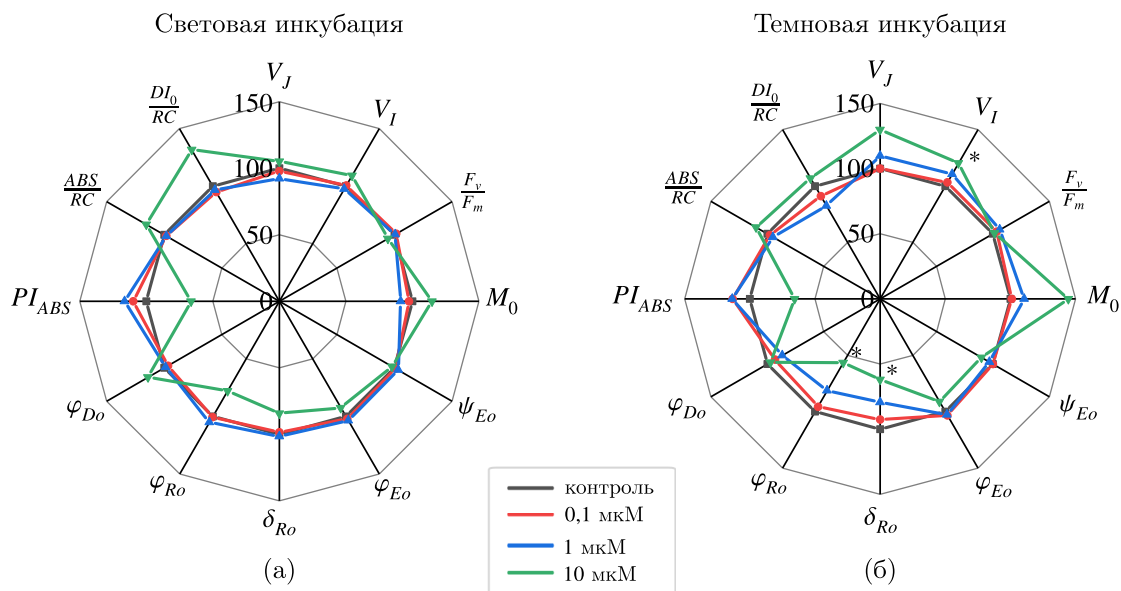 Световая инкубация
V_J
V_I
F_v/F_m
M_0
ψ_Eo
φ_Eo
δ_Ro
φ_Ro
φ_Do
PI_ABS
ABS/RC
DI_0/RC
150
100
50
0
(а)
Темновая инкубация
V_J
V_I
*
F_v/F_m
M_0
ψ_Eo
φ_Eo
δ_Ro
φ_Ro
φ_Do
PI_ABS
ABS/RC
DI_0/RC
150
100
50
0
*
*
(б)
контроль
0,1 мкМ
1 мкМ
10 мкМ